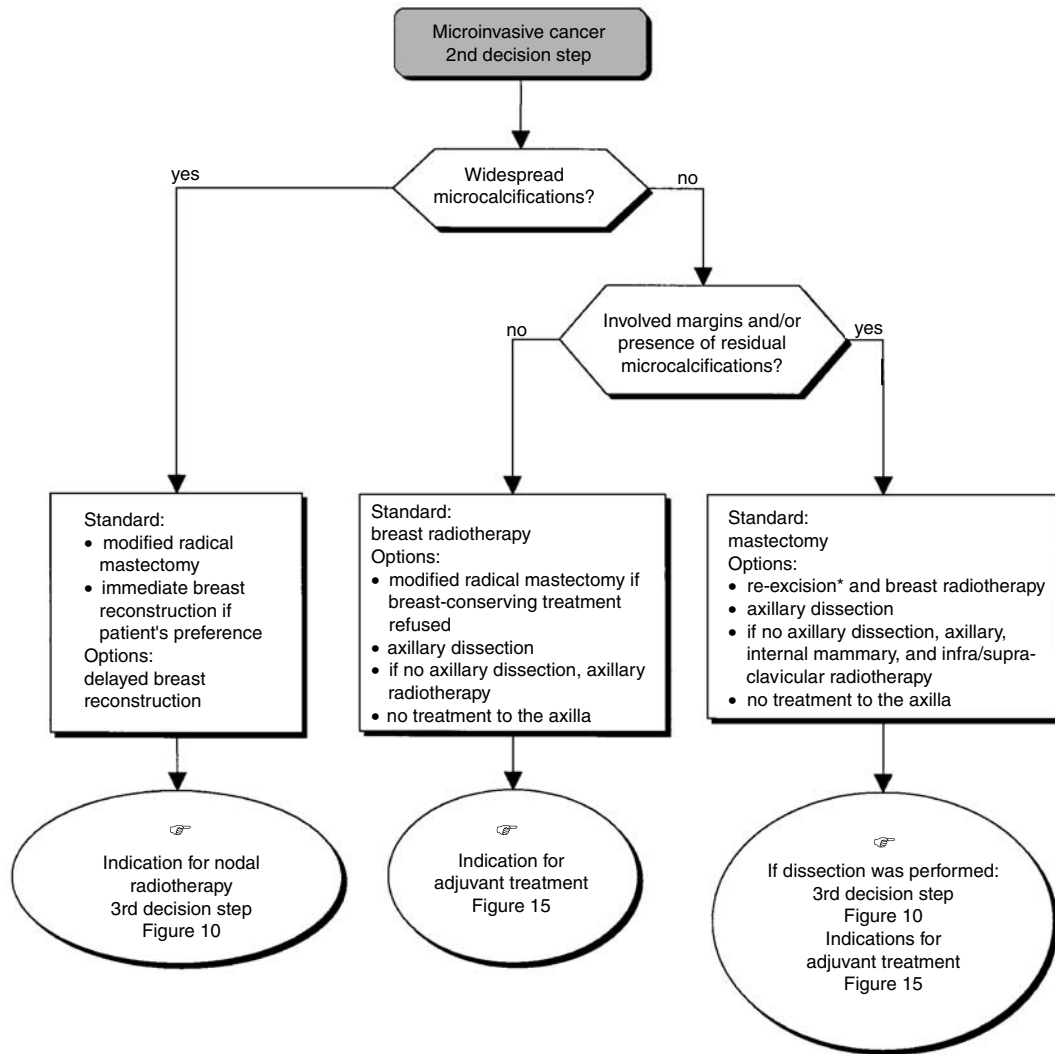 Microinvasive cancer
2nd decision step
Widespread
microcalcifications?
yes
no
Involved margins and/or
presence of residual
microcalcifications?
no
yes
Standard:
• modified radical
mastectomy
• immediate breast
reconstruction if
patient's preference
Options:
delayed breast
reconstruction
Standard:
breast radiotherapy
Options:
• modified radical mastectomy if
breast-conserving treatment
refused
• axillary dissection
• if no axillary dissection, axillary
radiotherapy
• no treatment to the axilla
Standard:
mastectomy
Options:
• re-excision* and breast radiotherapy
• axillary dissection
• if no axillary dissection, axillary,
internal mammary, and infra/supra-
clavicular radiotherapy
• no treatment to the axilla
☞
Indication for nodal
radiotherapy
3rd decision step
Figure 10
☞
Indication for
adjuvant treatment
Figure 15
☞
If dissection was performed:
3rd decision step
Figure 10
Indications for
adjuvant treatment
Figure 15